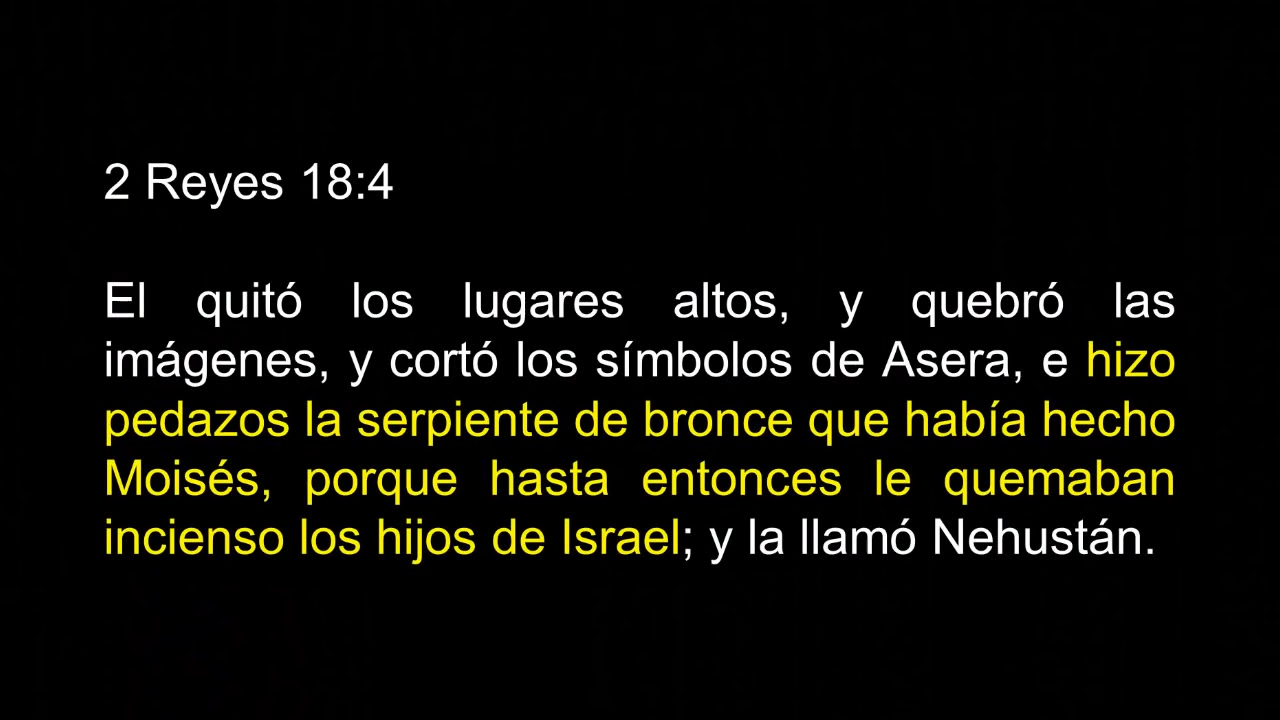 2 Reyes 18:4
El quitó los lugares altos, y quebró las
imágenes, y cortó los símbolos de Asera, e hizo
pedazos la serpiente de bronce que había hecho
Moisés, porque hasta entonces le quemaban
incienso los hijos de Israel; y la llamó Nehustán.